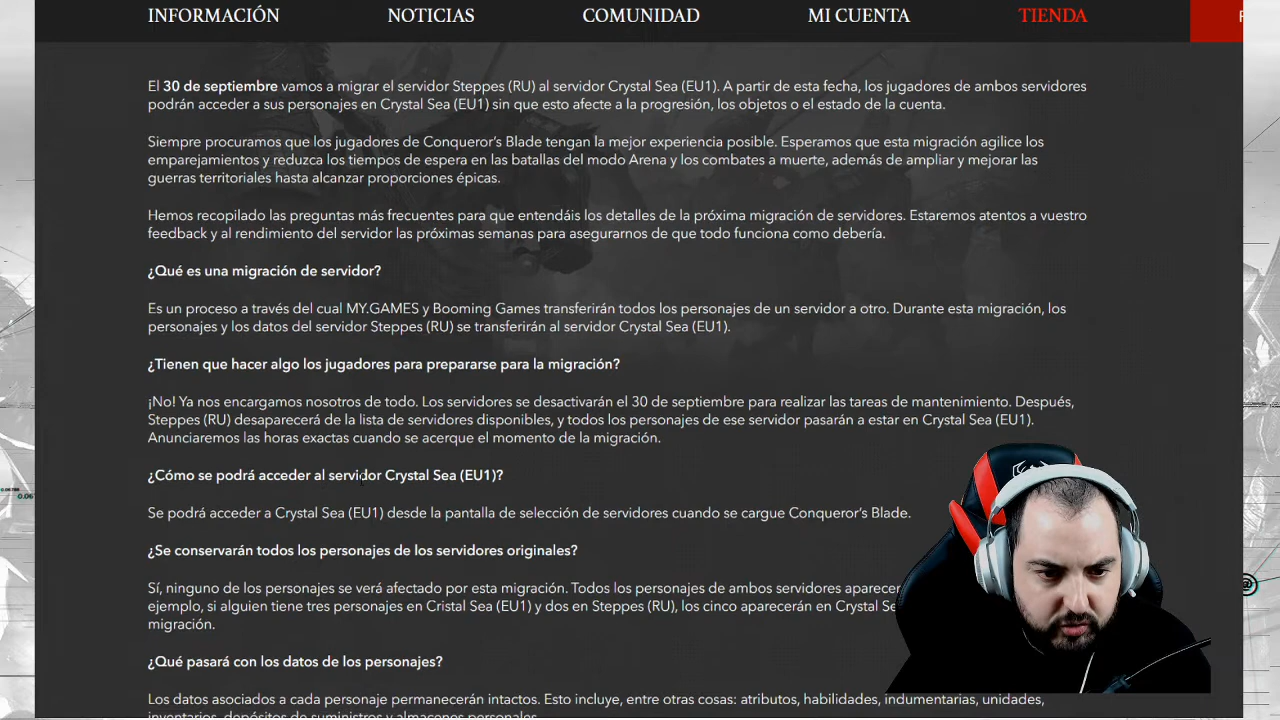 INFORMACIÓN NOTICIAS COMUNIDAD MI CUENTA TIENDA
El 30 de septiembre vamos a migrar el servidor Steppes (RU) al servidor Crystal Sea (EU1). A partir de esta fecha, los jugadores de ambos servidores
podrán acceder a sus personajes en Crystal Sea (EU1) sin que esto afecte a la progresión, los objetos o el estado de la cuenta.
Siempre procuramos que los jugadores de Conqueror's Blade tengan la mejor experiencia posible. Esperamos que esta migración agilice los
emparejamientos y reduzca los tiempos de espera en las batallas del modo Arena y los combates a muerte, además de ampliar y mejorar las
guerras territoriales hasta alcanzar proporciones épicas.
Hemos recopilado las preguntas más frecuentes para que entendáis los detalles de la próxima migración de servidores. Estaremos atentos a vuestro
feedback y al rendimiento del servidor las próximas semanas para asegurarnos de que todo funciona como debería.
¿Qué es una migración de servidor?
Es un proceso a través del cual MY.GAMES y Booming Games transferirán todos los personajes de un servidor a otro. Durante esta migración, los
personajes y los datos del servidor Steppes (RU) se transferirán al servidor Crystal Sea (EU1).
¿Tienen que hacer algo los jugadores para prepararse para la migración?
¡No! Ya nos encargamos nosotros de todo. Los servidores se desactivarán el 30 de septiembre para realizar las tareas de mantenimiento. Después,
Steppes (RU) desaparecerá de la lista de servidores disponibles, y todos los personajes de ese servidor pasarán a estar en Crystal Sea (EU1).
Anunciaremos las horas exactas cuando se acerque el momento de la migración.
¿Cómo se podrá acceder al servidor Crystal Sea (EU1)?
Se podrá acceder a Crystal Sea (EU1) desde la pantalla de selección de servidores cuando se cargue Conqueror's Blade.
¿Se conservarán todos los personajes de los servidores originales?
Sí, ninguno de los personajes se verá afectado por esta migración. Todos los personajes de ambos servidores
ejemplo, si alguien tiene tres personajes en Cristal Sea (EU1) y dos en Steppes (RU), los cinco aparecerán en Crystal
migración.
¿Qué pasará con los datos de los personajes?
Los datos asociados a cada personaje permanecerán intactos. Esto incluye, entre otras cosas: atributos, habilidades, indumentarias, unidades,
inventarios, depósitos de suministros y almacenes personales.